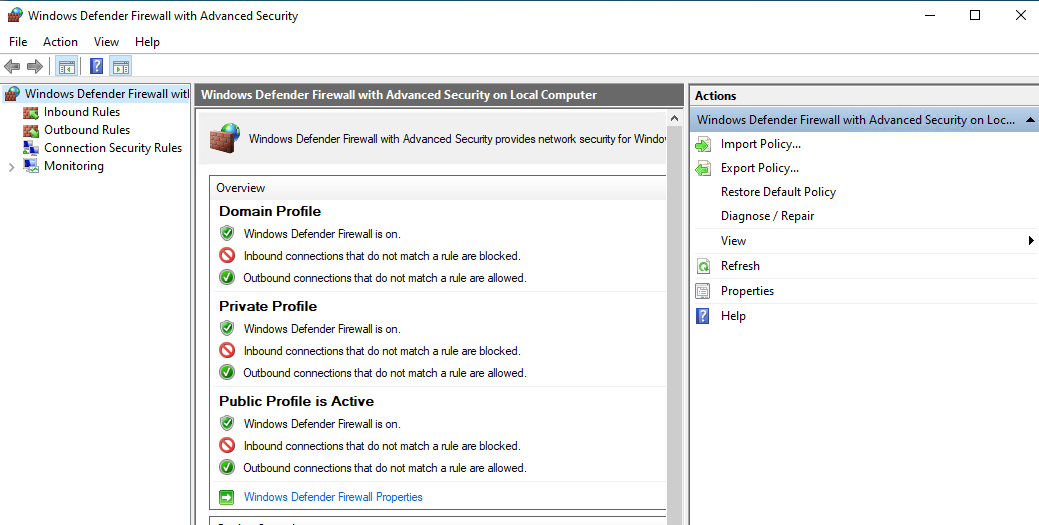 Windows Defender Firewall with Advanced Security
File Action View Help
Windows Defender Firewall with
Inbound Rules
Outbound Rules
Connection Security Rules
Monitoring
Windows Defender Firewall with Advanced Security on Local Computer
Windows Defender Firewall with Advanced Security provides network security for Windo
Overview
Domain Profile
Windows Defender Firewall is on.
Inbound connections that do not match a rule are blocked.
Outbound connections that do not match a rule are allowed.
Private Profile
Windows Defender Firewall is on.
Inbound connections that do not match a rule are blocked.
Outbound connections that do not match a rule are allowed.
Public Profile is Active
Windows Defender Firewall is on.
Inbound connections that do not match a rule are blocked.
Outbound connections that do not match a rule are allowed.
Windows Defender Firewall Properties
Actions
Windows Defender Firewall with Advanced Security on Loc...
Import Policy...
Export Policy...
Restore Default Policy
Diagnose / Repair
View
Refresh
Properties
Help